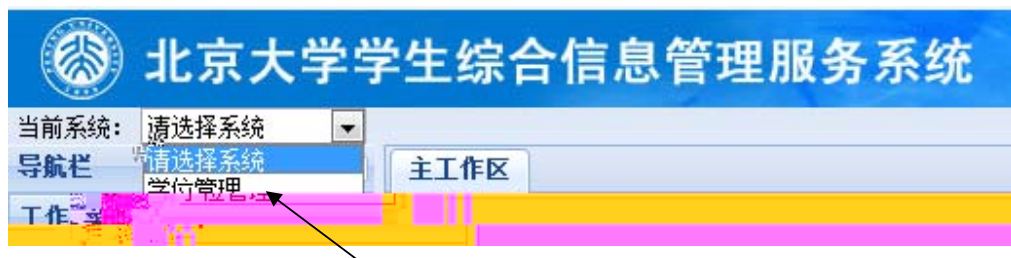 北京大学学生综合信息管理服务系统
当前系统： 请选择系统
导航栏 请选择系统 主工作区
学位管理
工作